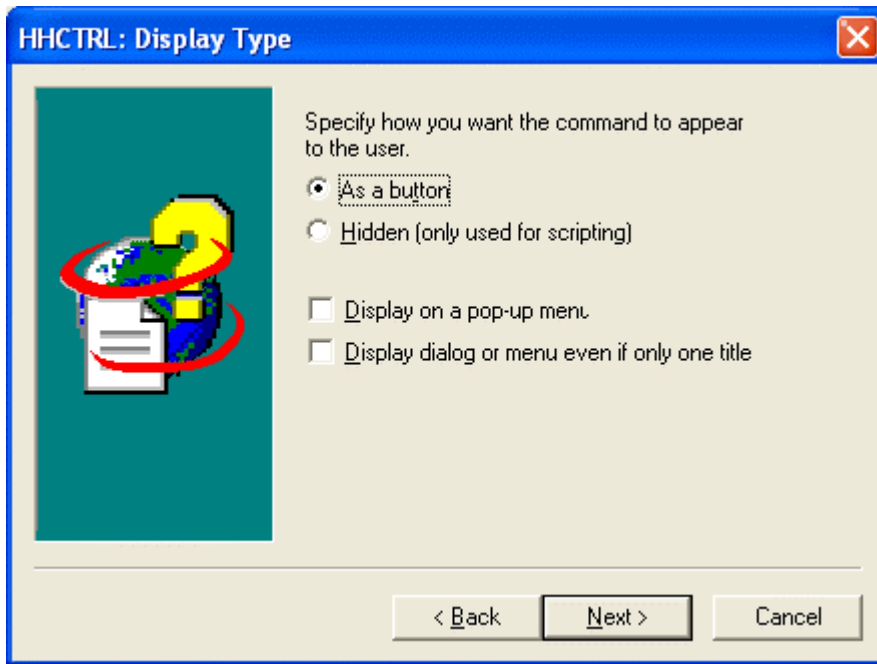 HHCTRL: Display Type
Specify how you want the command to appear
to the user.
As a button
Hidden (only used for scripting)
Display on a pop-up menu
Display dialog or menu even if only one title
< Back
Next >
Cancel